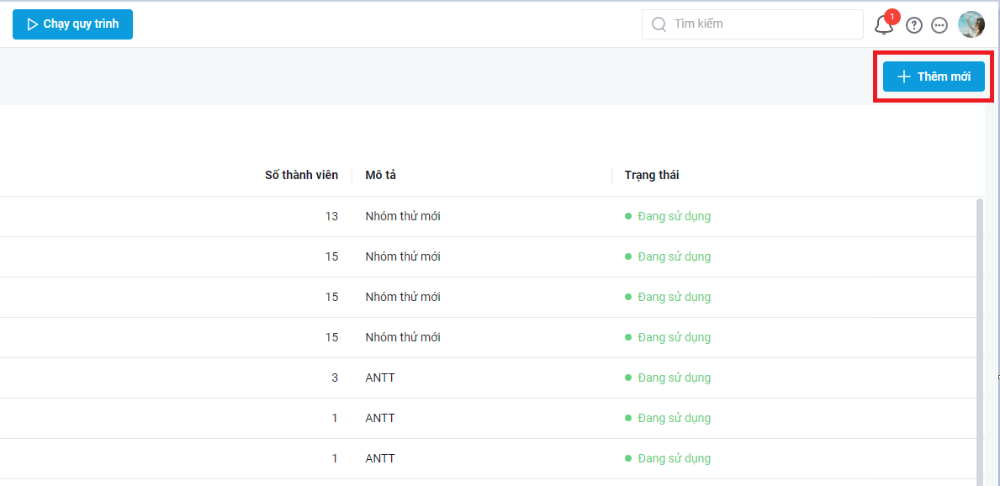 Chạy quy trình
Tìm kiếm
1
Thêm mới
Số thành viên Mô tả Trạng thái
13 Nhóm thử mới Đang sử dụng
15 Nhóm thử mới Đang sử dụng
15 Nhóm thử mới Đang sử dụng
15 Nhóm thử mới Đang sử dụng
3 ANTT Đang sử dụng
1 ANTT Đang sử dụng
1 ANTT Đang sử dụng